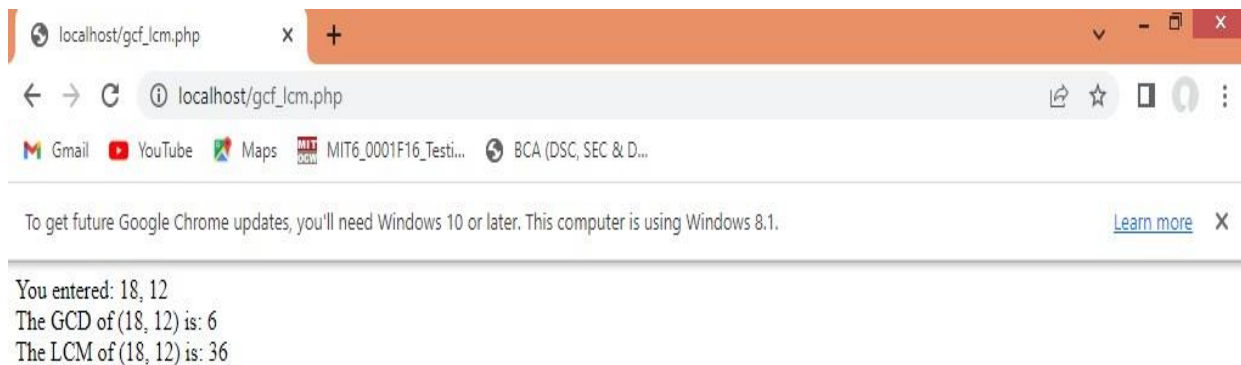 localhost/gcf_lcm.php
localhost/gcf_lcm.php
Gmail YouTube Maps MIT OCW MIT6_0001F16_Testi... BCA (DSC, SEC & D...
To get future Google Chrome updates, you'll need Windows 10 or later. This computer is using Windows 8.1. Learn more
You entered: 18, 12
The GCD of (18, 12) is: 6
The LCM of (18, 12) is: 36